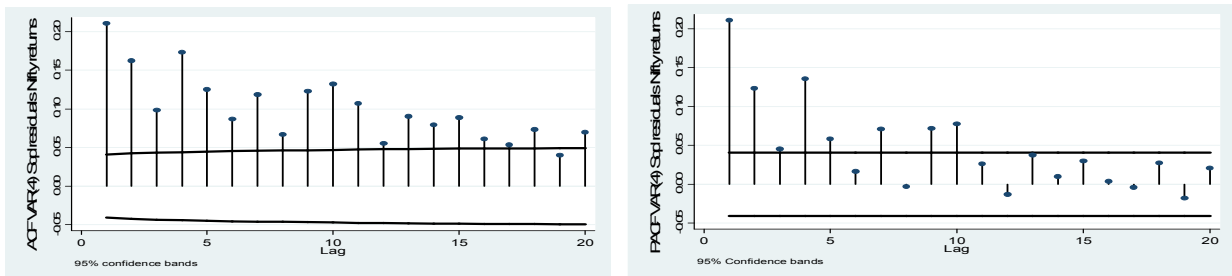 ACF VAR(4) Sqd residuals Nifty returns
0.20
0.15
0.10
0.05
0.00
-0.05
0 5 10 15 20
Lag
95% confidence bands
PACF VAR(4) Sqd residuals Nifty returns
0.20
0.15
0.10
0.05
0.00
-0.05
0 5 10 15 20
Lag
95% Confidence bands